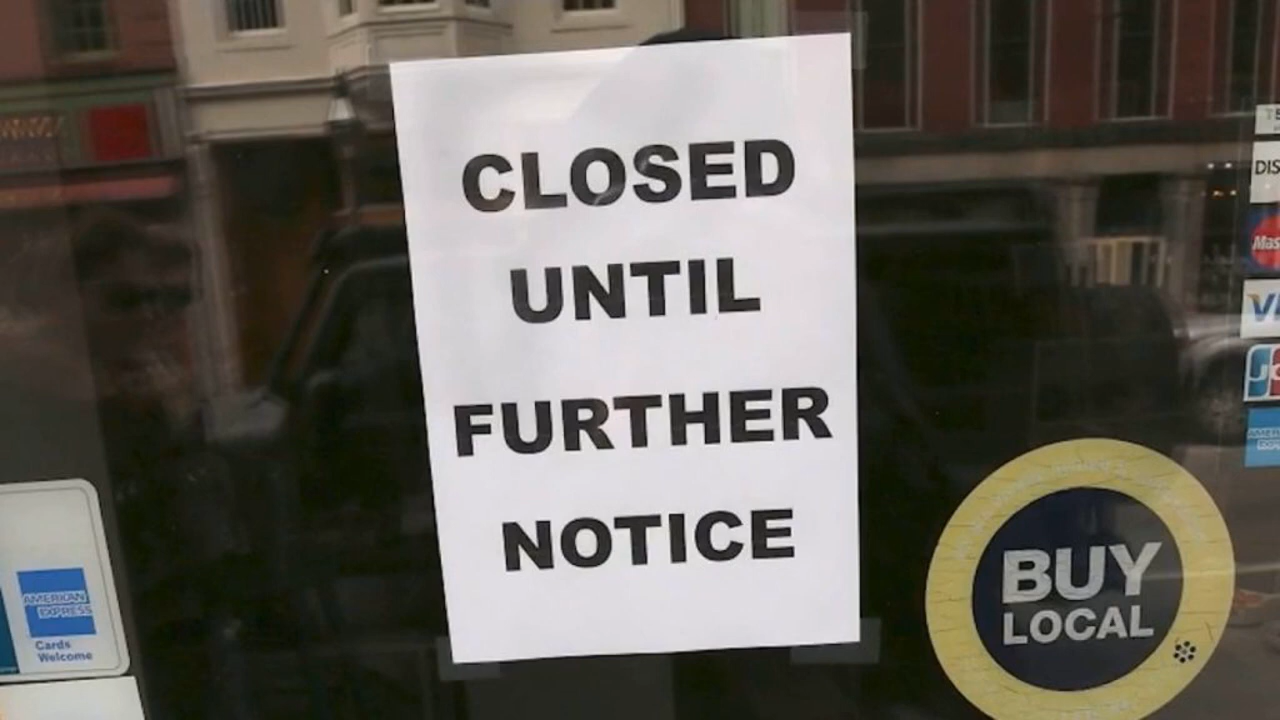 CLOSED
UNTIL
FURTHER
NOTICE
AMERICAN
EXPRESS
Cards
Welcome
BUY
LOCAL